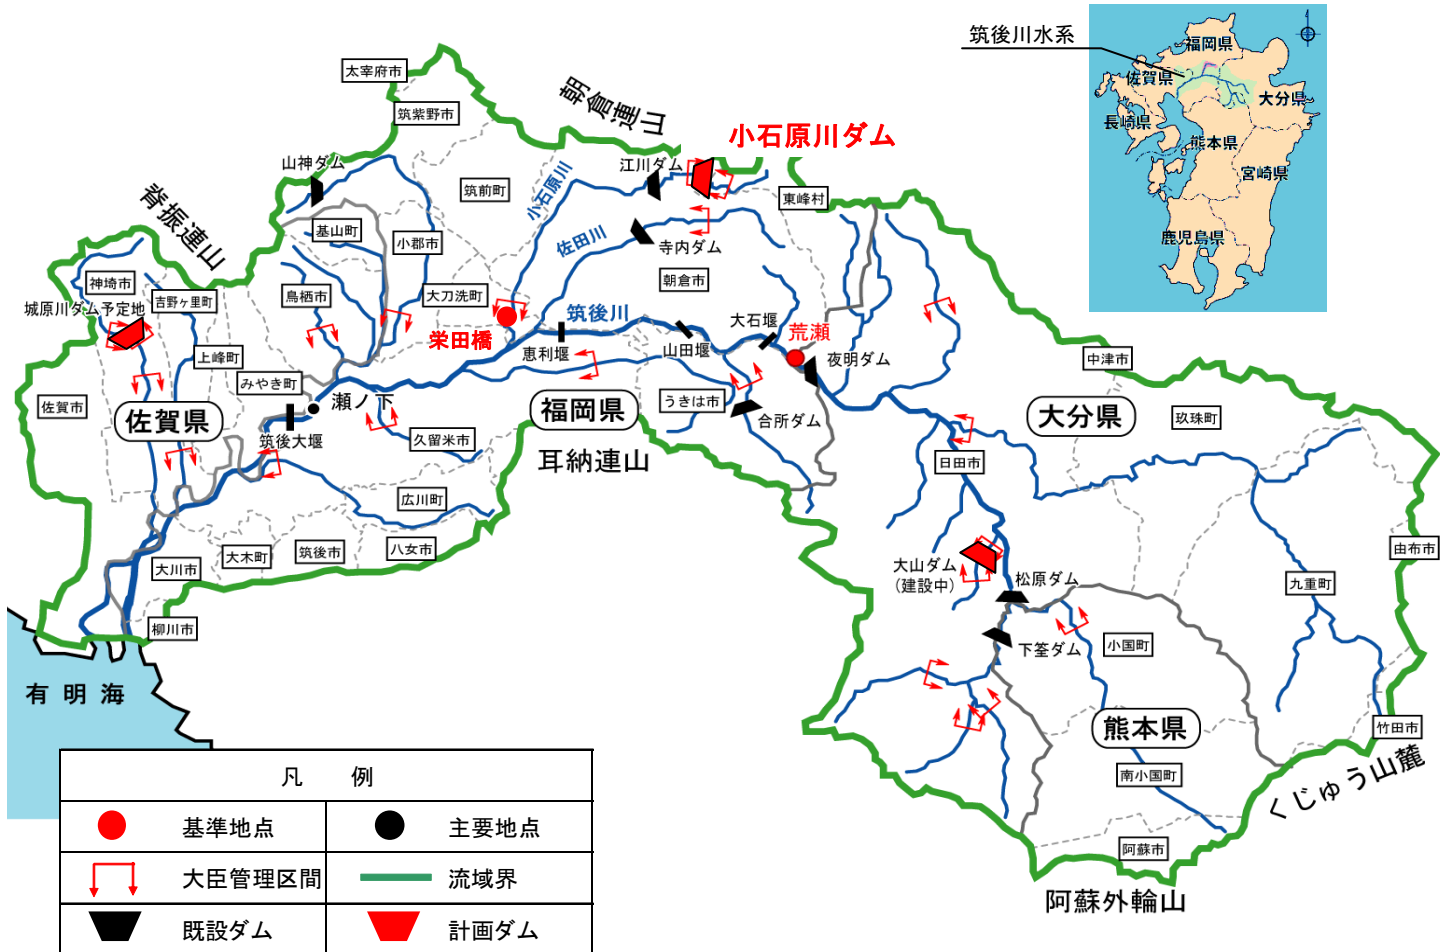 筑後川水系
福岡県
佐賀県
大分県
長崎県
熊本県
宮崎県
鹿児島県
太宰府市
朝倉連山
筑紫野市
小石原川ダム
山神ダム
江川ダム
脊振連山
筑前町
小石原川
東峰村
基山町
小郡市
佐田川
寺内ダム
神埼市
吉野ヶ里町
鳥栖市
大刀洗町
朝倉市
城原川ダム予定地
筑後川
大石堰
荒瀬
栄田橋
恵利堰
山田堰
夜明ダム
上峰町
中津市
みやき町
佐賀市
佐賀県
瀬ノ下
福岡県
うきは市
合所ダム
大分県
玖珠町
筑後大堰
久留米市
耳納連山
日田市
広川町
大木町
筑後市
八女市
由布市
大川市
大山ダム
（建設中）
松原ダム
九重町
柳川市
下筌ダム
小国町
有明海
熊本県
竹田市
南小国町
くじゅう山麓
阿蘇市
阿蘇外輪山
凡 例
基準地点
主要地点
大臣管理区間
流域界
既設ダム
計画ダム